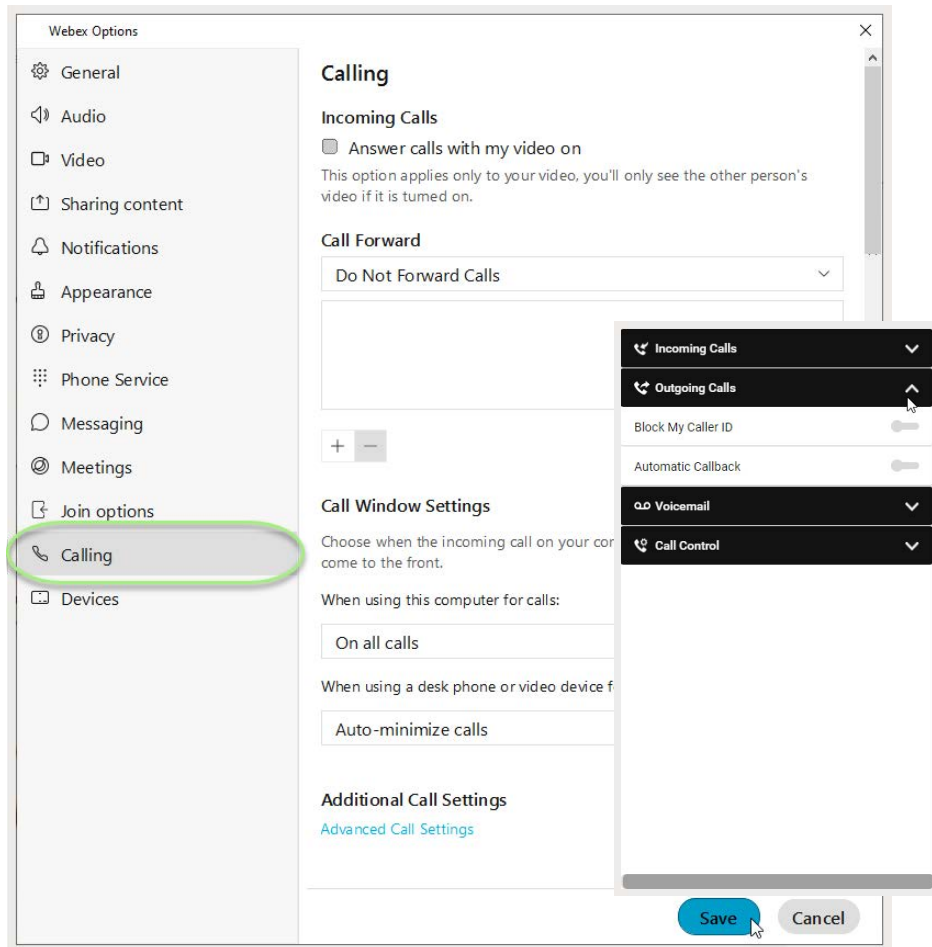 Webex Options
General
Audio
Video
Sharing content
Notifications
Appearance
Privacy
Phone Service
Messaging
Meetings
Join options
Calling
Devices
Calling
Incoming Calls
Answer calls with my video on
This option applies only to your video, you'll only see the other person's
video if it is turned on.
Call Forward
Do Not Forward Calls
Call Window Settings
Choose when the incoming call on your
come to the front.
When using this computer for calls:
On all calls
When using a desk phone or video device
Auto-minimize calls
Additional Call Settings
Advanced Call Settings
Save
Cancel
Incoming Calls
Outgoing Calls
Block My Caller ID
Automatic Callback
Voicemail
Call Control